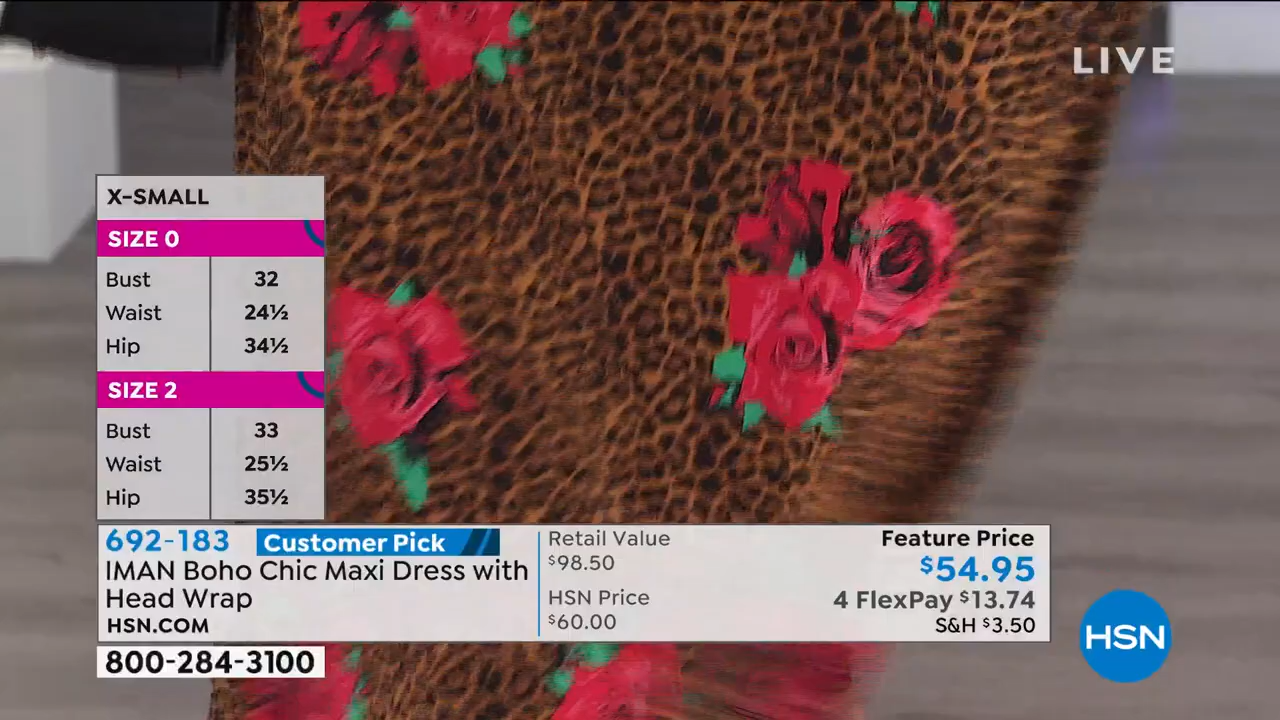 LIVE
X-SMALL
SIZE 0
Bust 32
Waist 24½
Hip 34½
SIZE 2
Bust 33
Waist 25½
Hip 35½
692-183 Customer Pick
IMAN Boho Chic Maxi Dress with
Head Wrap
HSN.COM
Retail Value
$98.50
HSN Price
$60.00
Feature Price
$54.95
4 FlexPay $13.74
S&H $3.50
800-284-3100
HSN